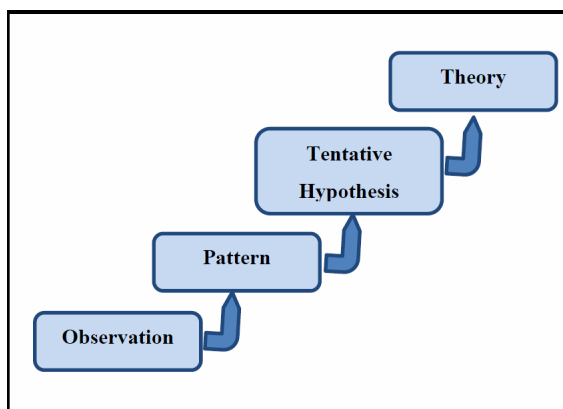 Theory
Tentative
Hypothesis
Pattern
Observation